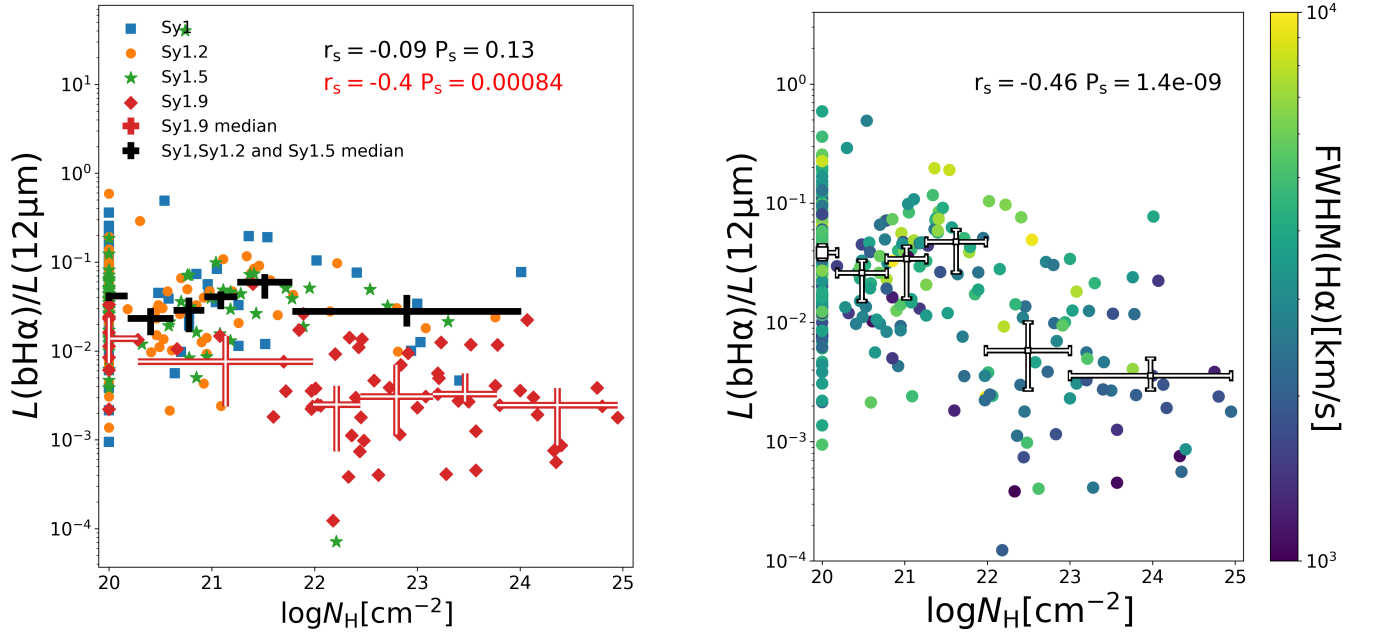 Sy1
Sy1.2
Sy1.5
Sy1.9
Sy1.9 median
Sy1,Sy1.2 and Sy1.5 median
r_s = -0.09 P_s = 0.13
r_s = -0.4 P_s = 0.00084
10^1
10^0
10^−1
10^−2
10^−3
10^−4
L(bHα)/L(12μm)
20 21 22 23 24 25
logN_H[cm^−2]
r_s = -0.46 P_s = 1.4e-09
10^0
10^−1
10^−2
10^−3
10^−4
L(bHα)/L(12μm)
20 21 22 23 24 25
logN_H[cm^−2]
10^4
10^3
FWHM(Hα)[km/s]